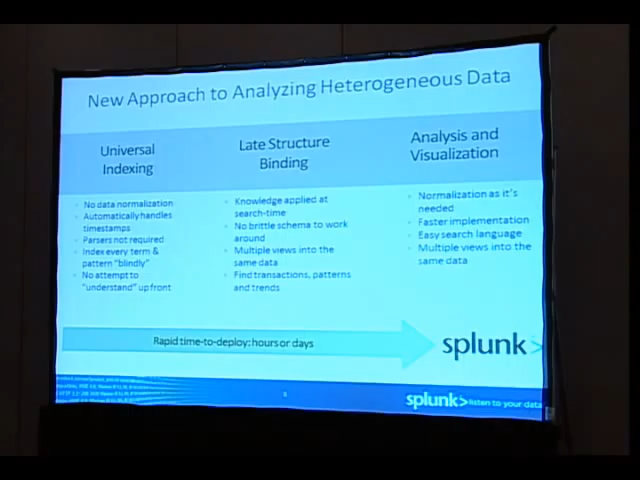 New Approach to Analyzing Heterogeneous Data
Universal
Indexing
No data normalization
Automatically handles
timestamps
Parsers not required
Index every term &
pattern "blindly"
No attempt to
"understand" up front
Late Structure
Binding
Knowledge applied at
search-time
No brittle schema to work
around
Multiple views into the
same data
Find transactions, patterns
and trends
Analysis and
Visualization
Normalization as it's
needed
Faster implementation
Easy search language
Multiple views into the
same data
Rapid time-to-deploy: hours or days
splunk>
splunk> listen to your data